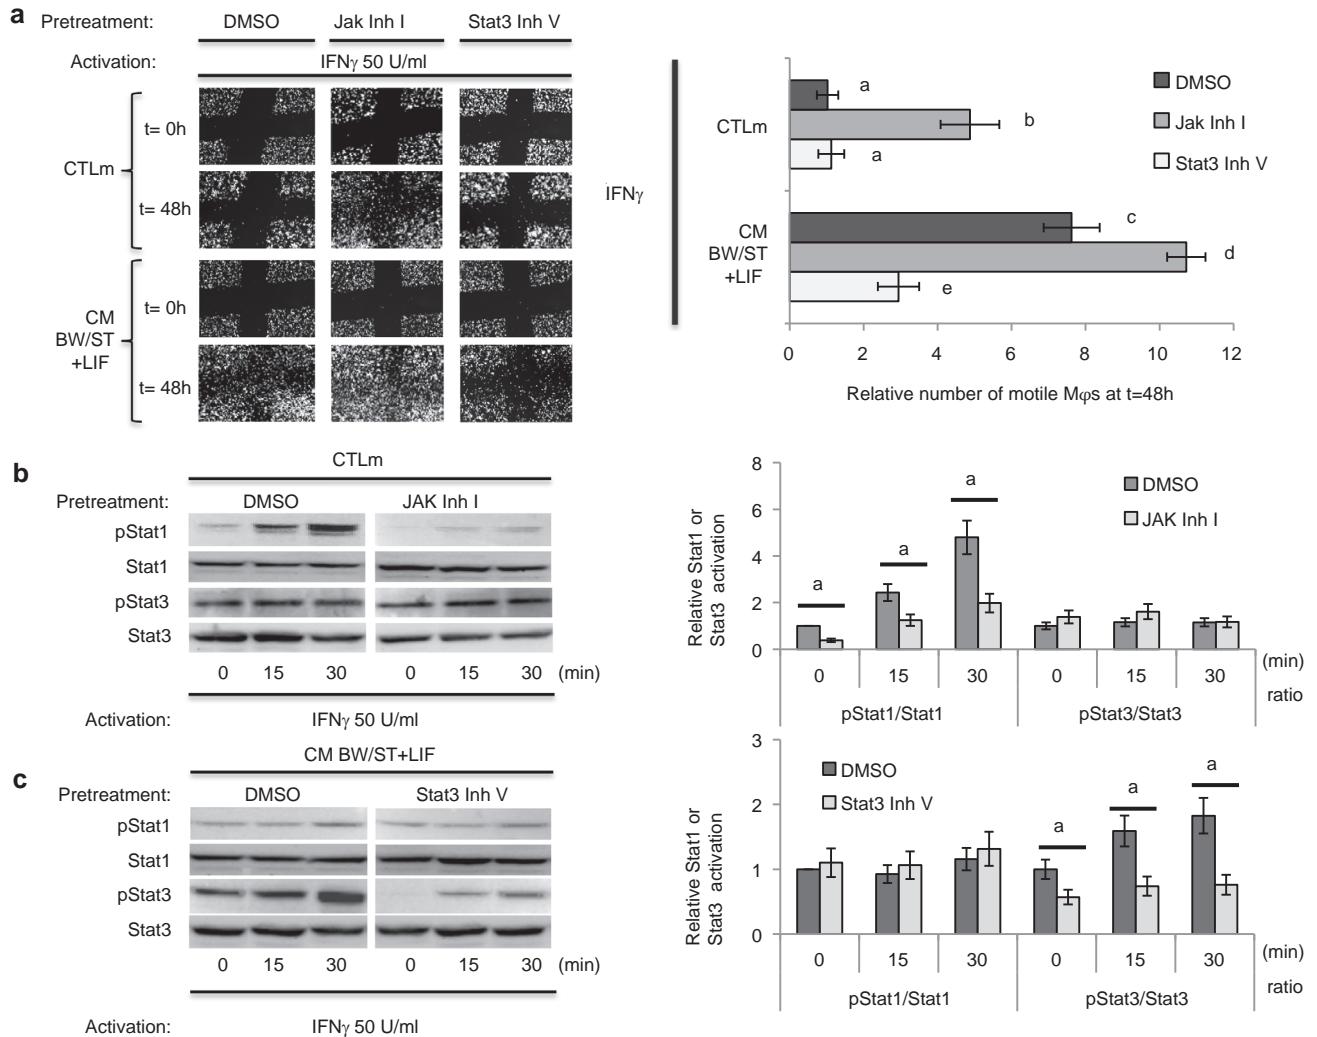 a
Pretreatment: DMSO Jak Inh I Stat3 Inh V
Activation: IFNγ 50 U/ml
CTLm
t= 0h
t= 48h
CM
BW/ST
+LIF
t= 0h
t= 48h
IFNγ
CTLm
a
b
a
CM
BW/ST
+LIF
c
d
e
DMSO
Jak Inh I
Stat3 Inh V
0 2 4 6 8 10 12
Relative number of motile Mφs at t=48h
b
CTLm
Pretreatment: DMSO JAK Inh I
pStat1
Stat1
pStat3
Stat3
0 15 30 0 15 30 (min)
Activation: IFNγ 50 U/ml
Relative Stat1 or
Stat3 activation
8
6
4
2
0
a a a
DMSO
JAK Inh I
0 15 30 0 15 30 (min)
pStat1/Stat1 pStat3/Stat3 ratio
c
CM BW/ST+LIF
Pretreatment: DMSO Stat3 Inh V
pStat1
Stat1
pStat3
Stat3
0 15 30 0 15 30 (min)
Activation: IFNγ 50 U/ml
Relative Stat1 or
Stat3 activation
3
2
1
0
DMSO
Stat3 Inh V
a a a
0 15 30 0 15 30 (min)
pStat1/Stat1 pStat3/Stat3 ratio